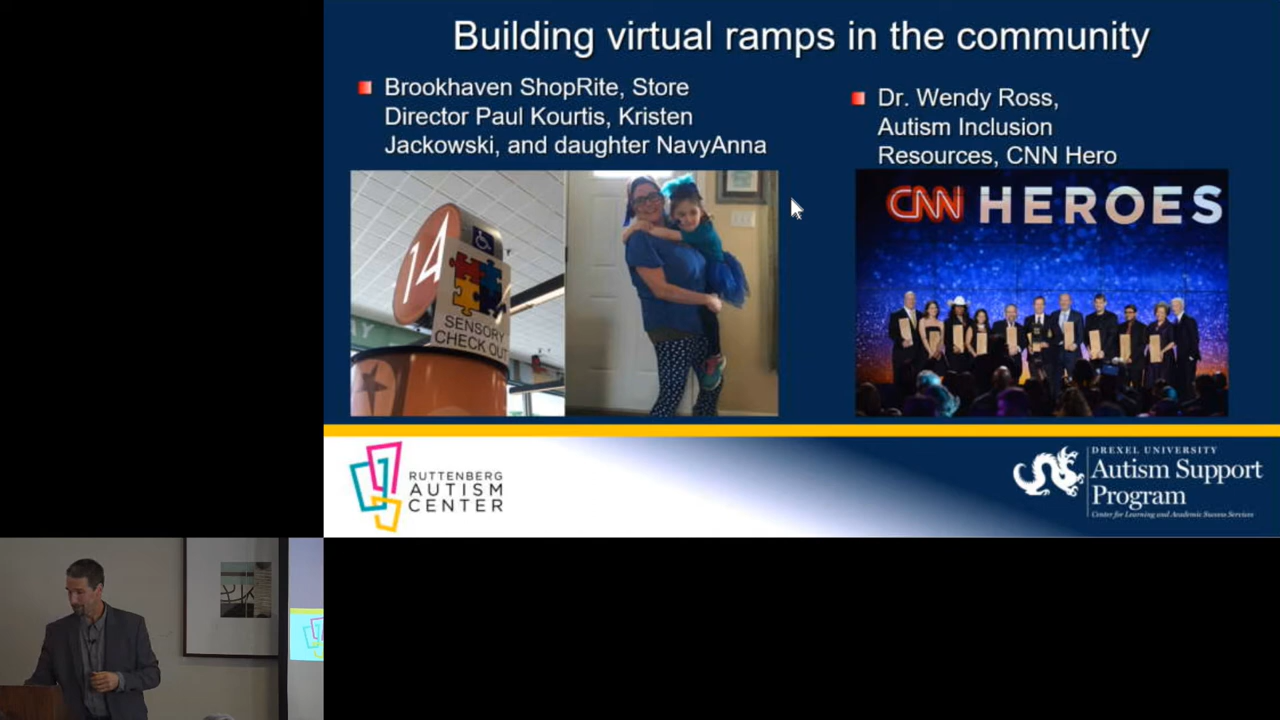 Building virtual ramps in the community
Brookhaven ShopRite, Store
Director Paul Kourtis, Kristen
Jackowski, and daughter NavyAnna
Dr. Wendy Ross,
Autism Inclusion
Resources, CNN Hero
14
SENSORY
CHECK OUT
CNN HEROES
RUTTENBERG
AUTISM
CENTER
DREXEL UNIVERSITY
Autism Support
Program
Center for Learning and Academic Success Services